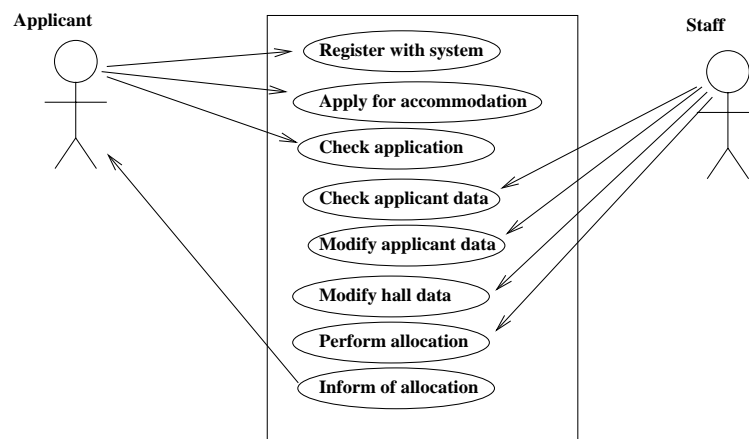 Applicant
Staff
Register with system
Apply for accommodation
Check application
Check applicant data
Modify applicant data
Modify hall data
Perform allocation
Inform of allocation